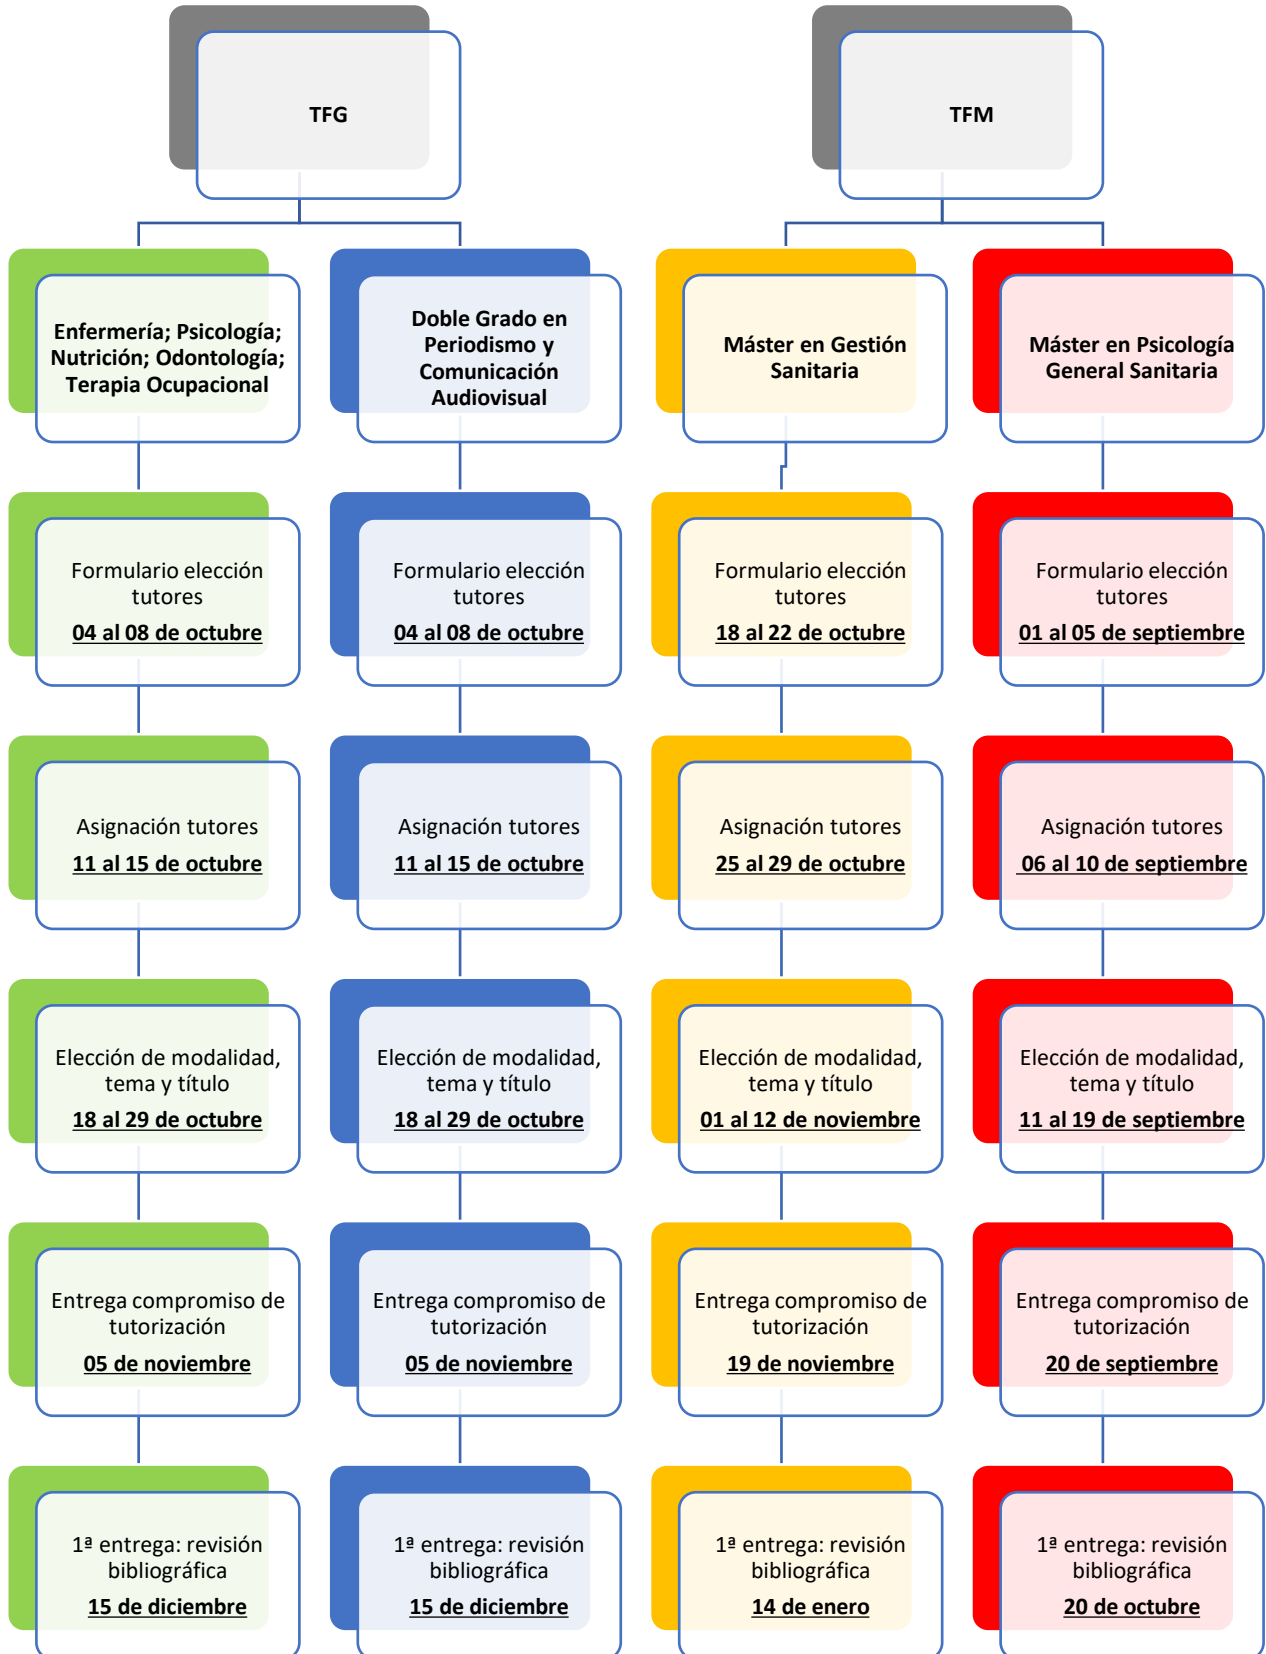 TFG
TFM
Enfermería; Psicología;
Nutrición; Odontología;
Terapia Ocupacional
Doble Grado en
Periodismo y
Comunicación
Audiovisual
Máster en Gestión
Sanitaria
Máster en Psicología
General Sanitaria
Formulario elección
tutores
04 al 08 de octubre
Formulario elección
tutores
04 al 08 de octubre
Formulario elección
tutores
18 al 22 de octubre
Formulario elección
tutores
01 al 05 de septiembre
Asignación tutores
11 al 15 de octubre
Asignación tutores
11 al 15 de octubre
Asignación tutores
25 al 29 de octubre
Asignación tutores
06 al 10 de septiembre
Elección de modalidad,
tema y título
18 al 29 de octubre
Elección de modalidad,
tema y título
18 al 29 de octubre
Elección de modalidad,
tema y título
01 al 12 de noviembre
Elección de modalidad,
tema y título
11 al 19 de septiembre
Entrega compromiso de
tutorización
05 de noviembre
Entrega compromiso de
tutorización
05 de noviembre
Entrega compromiso de
tutorización
19 de noviembre
Entrega compromiso de
tutorización
20 de septiembre
1ª entrega: revisión
bibliográfica
15 de diciembre
1ª entrega: revisión
bibliográfica
15 de diciembre
1ª entrega: revisión
bibliográfica
14 de enero
1ª entrega: revisión
bibliográfica
20 de octubre